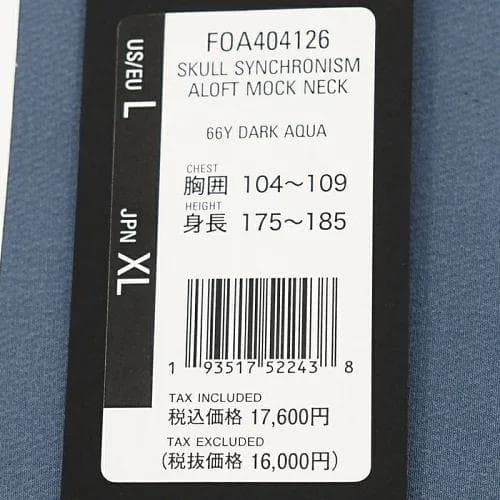 US/EU L
JPN XL
FOA404126
SKULL SYNCHRONISM
ALOFT MOCK NECK
66Y DARK AQUA
CHEST
胸囲 104～109
HEIGHT
身長 175～185
1 93517 52243 8
TAX INCLUDED
税込価格 17,600円
TAX EXCLUDED
(税抜価格 16,000円)